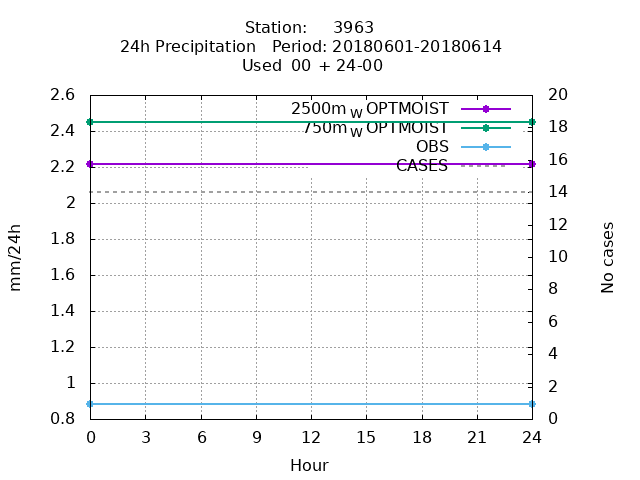 Station: 3963
24h Precipitation Period: 20180601-20180614
Used 00 + 24-00
2.6
2.4
2.2
2
1.8
1.6
1.4
1.2
1
0.8
20
18
16
14
12
10
8
6
4
2
0
2500m W OPTMOIST
750m W OPTMOIST
OBS
CASES
mm/24h
No cases
0 3 6 9 12 15 18 21 24
Hour